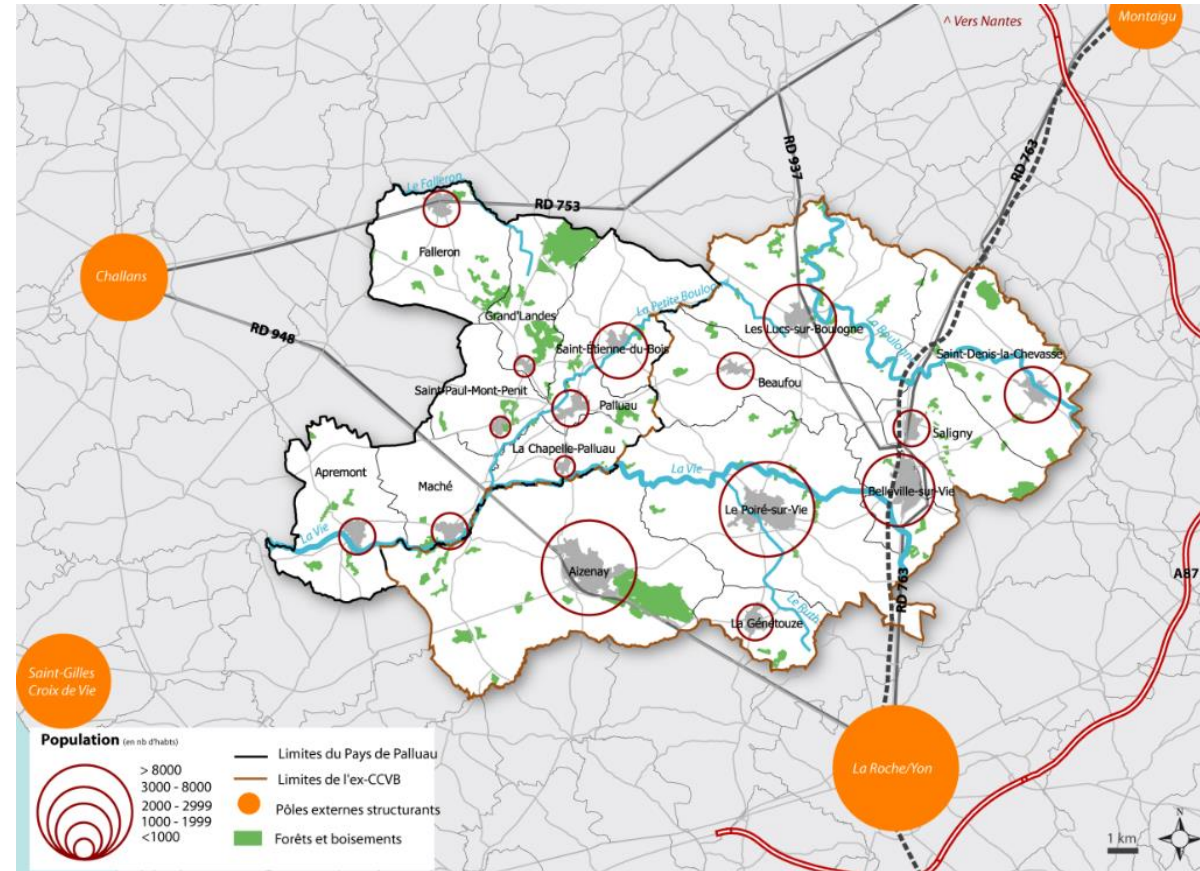 Montaigu
^ Vers Nantes
RD 937
RD 763
Le Falleron
RD 753
Falleron
Challans
Grand'Landes
La Petite Boulogne
Les Lucs-sur-Boulogne
La Boulogne
RD 948
Saint-Étienne-du-Bois
Saint-Denis-la-Chevasse
Beaufou
Saint-Paul-Mont-Penit
Palluau
Saligny
La Chapelle-Palluau
Apremont
Maché
La Vie
Belleville-sur-Vie
Le Poiré-sur-Vie
La Vie
Aizenay
RD 763
A87
Le Ruth
La Génétouze
Saint-Gilles
Croix de Vie
La Roche/Yon
Population (en nb d'habts)
> 8000
3000 - 8000
2000 - 2999
1000 - 1999
<1000
Limites du Pays de Palluau
Limites de l'ex-CCVB
Pôles externes structurants
Forêts et boisements
1 km
N